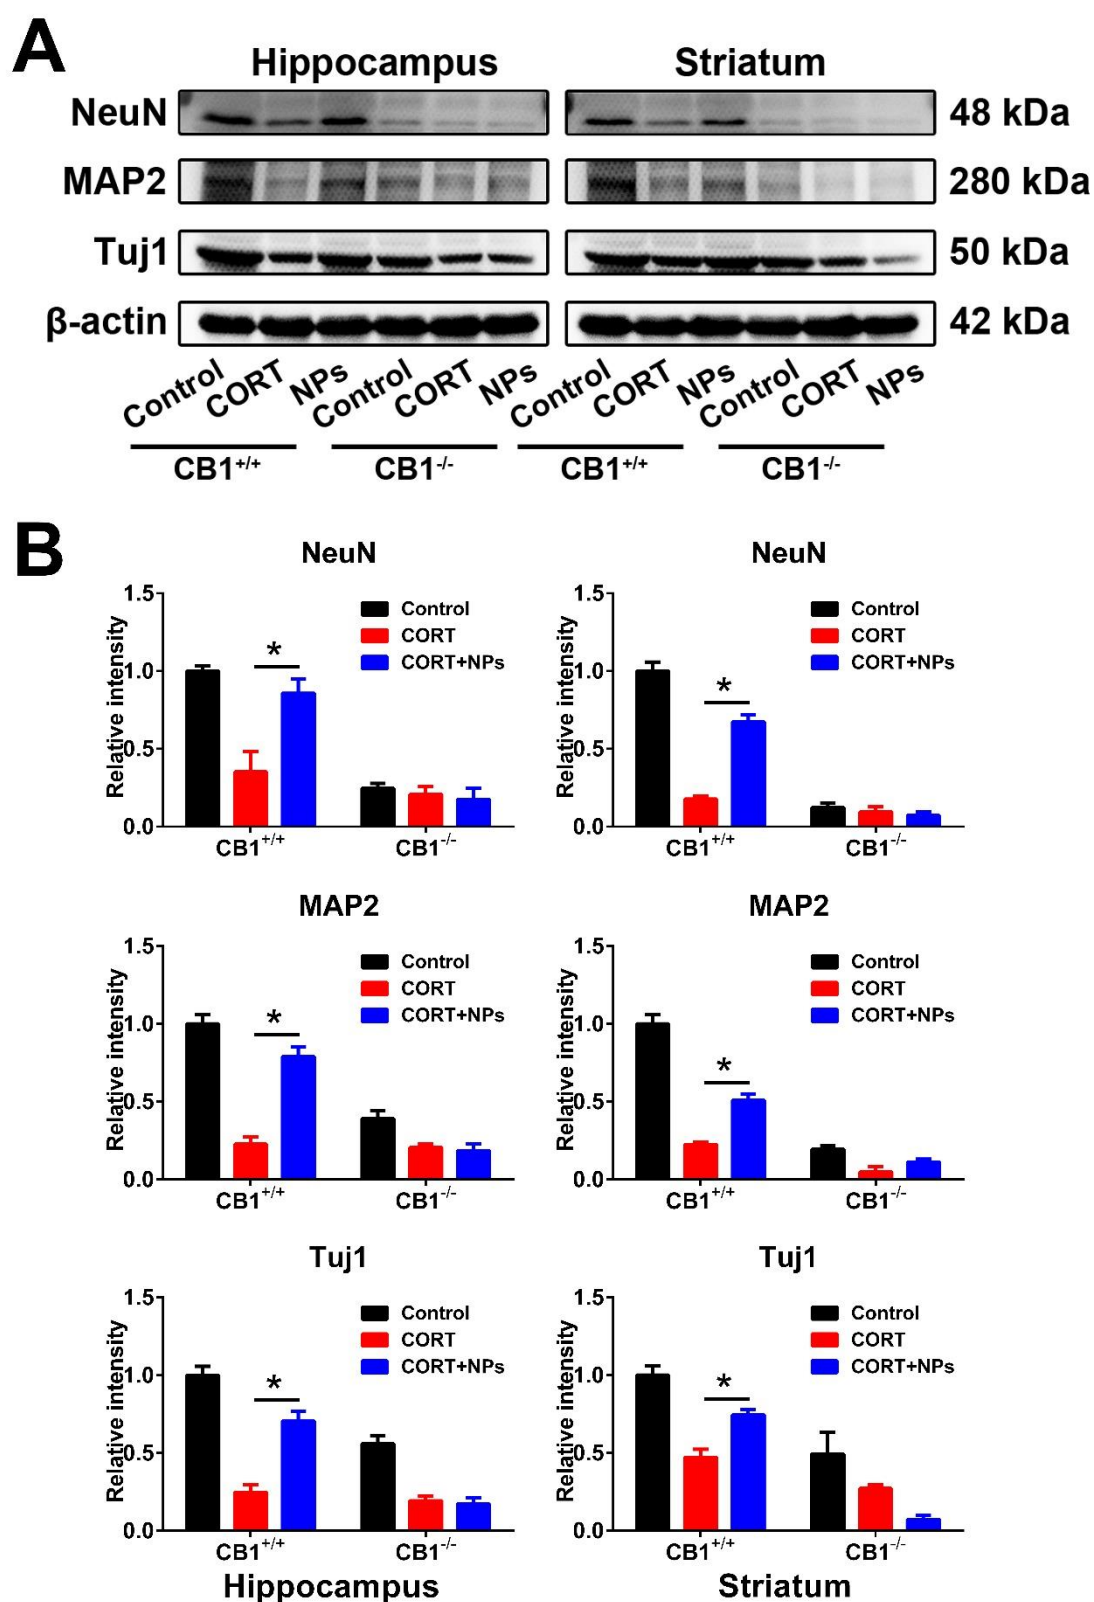 A
Hippocampus Striatum
NeuN 48 kDa
MAP2 280 kDa
Tuj1 50 kDa
β-actin 42 kDa
Control CORT NPs Control CORT NPs Control CORT NPs Control CORT NPs
CB1+/+ CB1-/- CB1+/+ CB1-/-
B
NeuN
Relative intensity
1.5
1.0
0.5
0.0
*
Control
CORT
CORT+NPs
CB1+/+ CB1-/-
NeuN
Relative intensity
1.5
1.0
0.5
0.0
*
Control
CORT
CORT+NPs
CB1+/+ CB1-/-
MAP2
Relative intensity
1.5
1.0
0.5
0.0
*
Control
CORT
CORT+NPs
CB1+/+ CB1-/-
MAP2
Relative intensity
1.5
1.0
0.5
0.0
*
Control
CORT
CORT+NPs
CB1+/+ CB1-/-
Tuj1
Relative intensity
1.5
1.0
0.5
0.0
*
Control
CORT
CORT+NPs
CB1+/+ CB1-/-
Hippocampus
Tuj1
Relative intensity
1.5
1.0
0.5
0.0
*
Control
CORT
CORT+NPs
CB1+/+ CB1-/-
Striatum